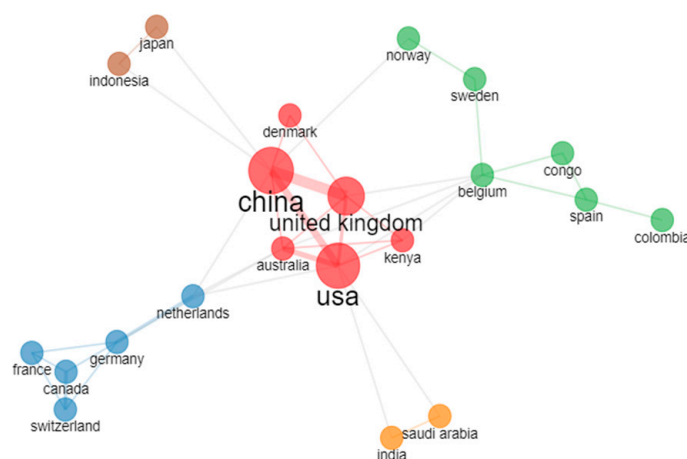 japan
indonesia
norway
sweden
denmark
congo
belgium
china
spain
united kingdom
colombia
kenya
australia
usa
netherlands
germany
france
canada
switzerland
saudi arabia
india